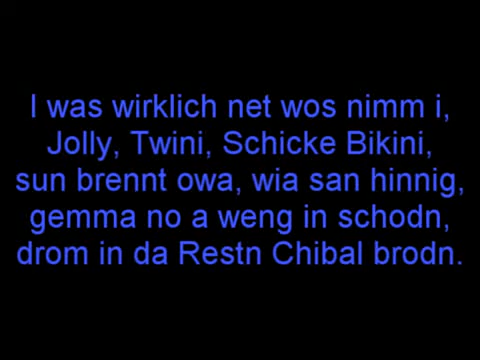 I was wirklich net wos nimm i,
Jolly, Twini, Schicke Bikini,
sun brennt owa, wia san hinnig,
gemma no a weng in schodn,
drom in da Restn Chibal brodn.